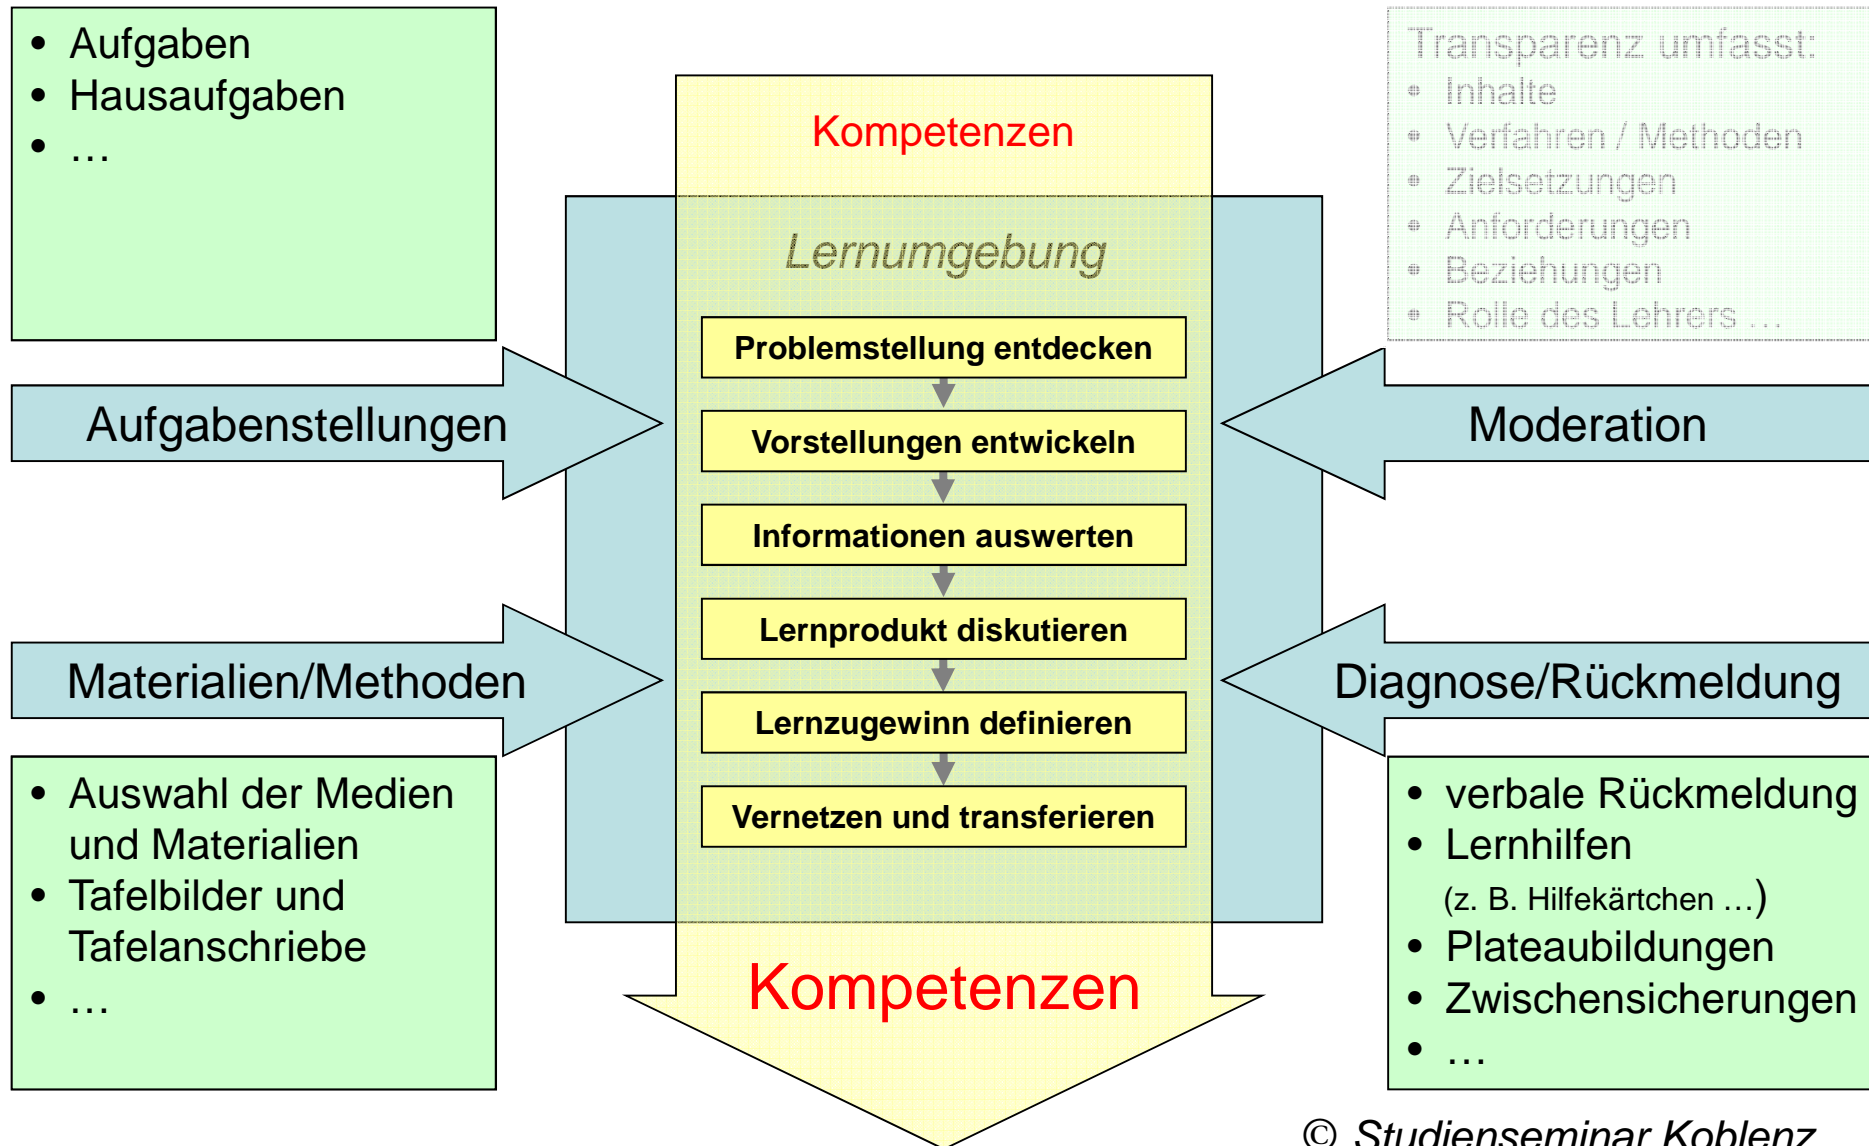 • Aufgaben
• Hausaufgaben
• …
Kompetenzen
Transparenz umfasst:
• Inhalte
• Verfahren / Methoden
• Zielsetzungen
• Anforderungen
• Beziehungen
• Rolle des Lehrers …
Lernumgebung
Problemstellung entdecken
Vorstellungen entwickeln
Informationen auswerten
Lernprodukt diskutieren
Lernzugewinn definieren
Vernetzen und transferieren
Aufgabenstellungen
Moderation
Materialien/Methoden
Diagnose/Rückmeldung
• Auswahl der Medien
und Materialien
• Tafelbilder und
Tafelanschriebe
• …
Kompetenzen
• verbale Rückmeldung
• Lernhilfen
(z. B. Hilfekärtchen …)
• Plateaubildungen
• Zwischensicherungen
• …
© Studienseminar Koblenz